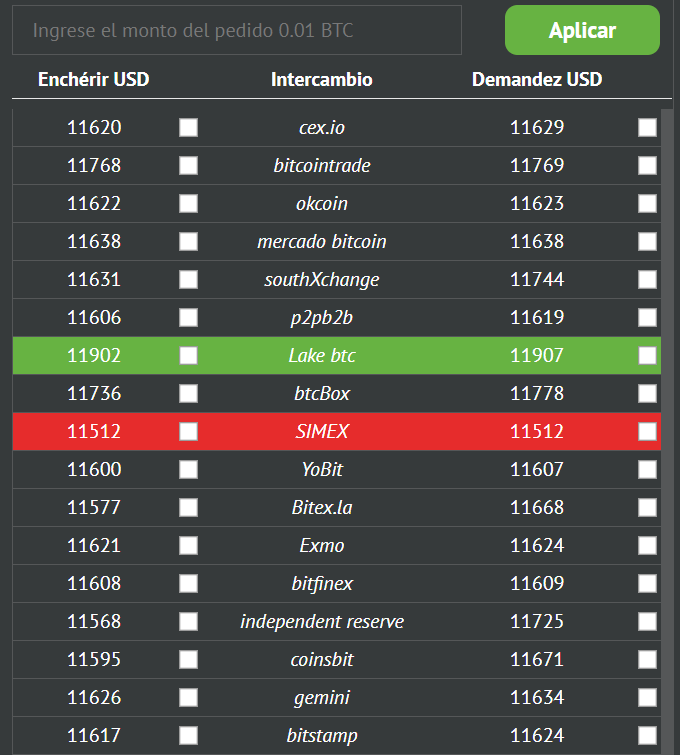 Ingrese el monto del pedido 0.01 BTC Aplicar
Enchérir USD Intercambio Demandez USD
11620 cex.io 11629
11768 bitcointrade 11769
11622 okcoin 11623
11638 mercado bitcoin 11638
11631 southXchange 11744
11606 p2pb2b 11619
11902 Lake btc 11907
11736 btcBox 11778
11512 SIMEX 11512
11600 YoBit 11607
11577 Bitex.la 11668
11621 Exmo 11624
11608 bitfinex 11609
11568 independent reserve 11725
11595 coinsbit 11671
11626 gemini 11634
11617 bitstamp 11624